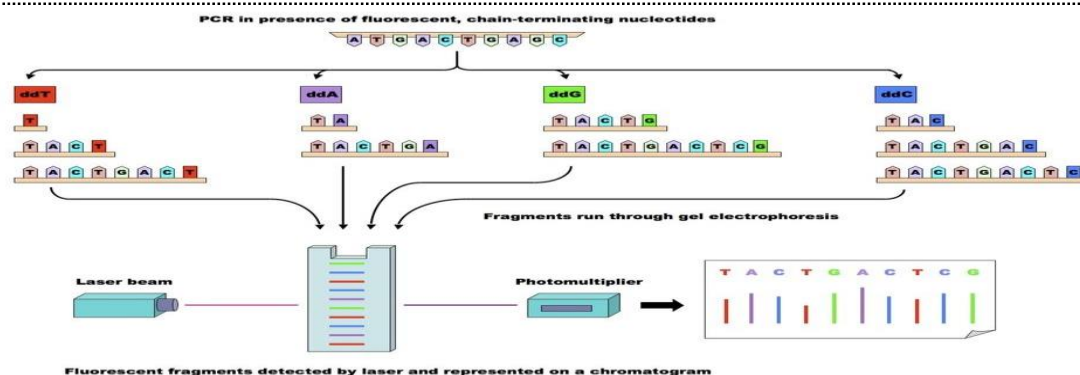 PCR in presence of fluorescent, chain-terminating nucleotides
A T G A C T G A G C
ddT ddA ddG ddC
T T A T A C T G T A C
T A C T T A C T G A T A C T G A C T C G T A C T G A C
T A C T G A C T T A C T G A C T C
Fragments run through gel electrophoresis
Laser beam Photomultiplier
T A C T G A C T C G
Fluorescent fragments detected by laser and represented on a chromatogram